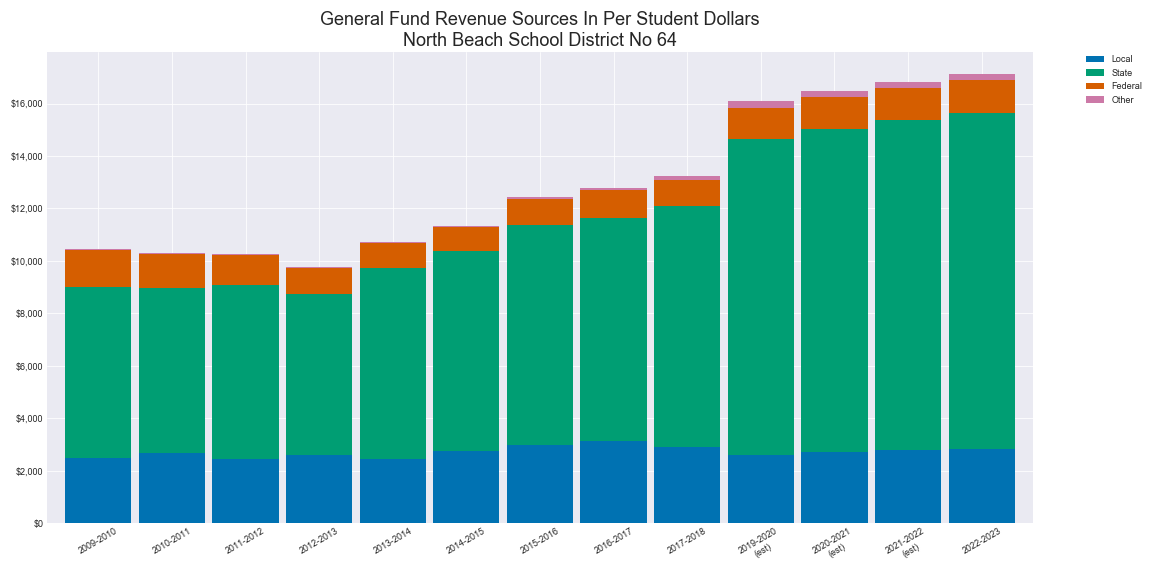 General Fund Revenue Sources In Per Student Dollars
North Beach School District No 64
Local
State
Federal
Other
$16,000
$14,000
$12,000
$10,000
$8,000
$6,000
$4,000
$2,000
$0
2009-2010
2010-2011
2011-2012
2012-2013
2013-2014
2014-2015
2015-2016
2016-2017
2017-2018
2019-2020
(est)
2020-2021
(est)
2021-2022
(est)
2022-2023